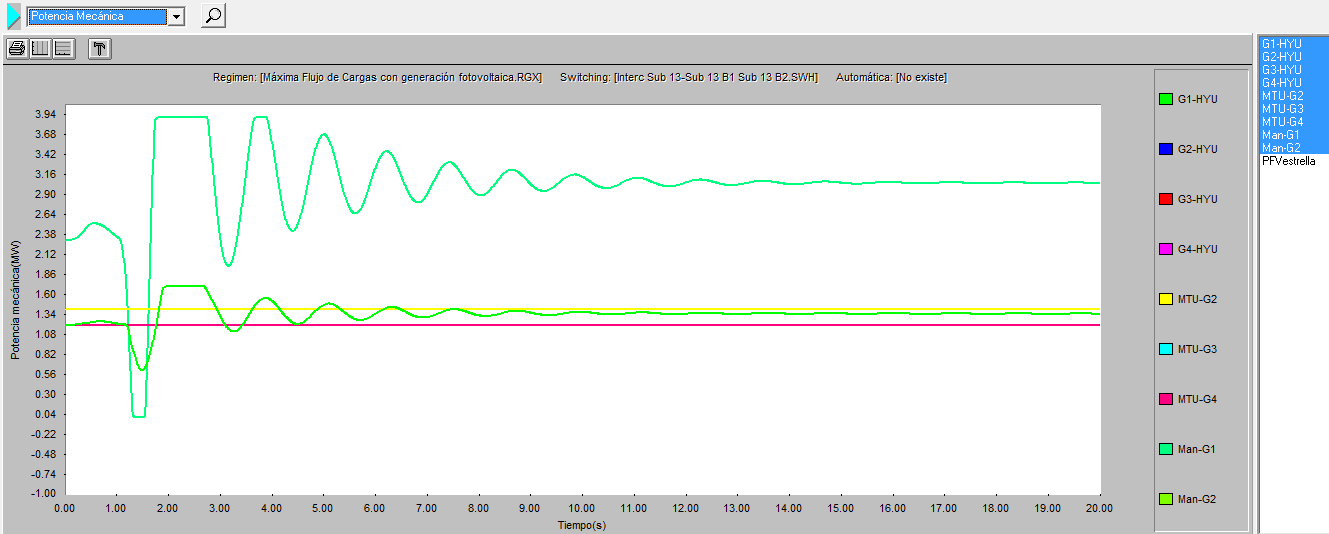 Potencia Mecánica
Regimen: [Máxima Flujo de Cargas con generación fotovoltaica.RGX] Switching: [Interc Sub 13-Sub 13 B1 Sub 13 B2.SWH] Automática: [No existe]
Potencia mecánica(MW)
3.94
3.68
3.42
3.16
2.90
2.64
2.38
2.12
1.86
1.60
1.34
1.08
0.82
0.56
0.30
0.04
-0.22
-0.48
-0.74
-1.00
0.00 1.00 2.00 3.00 4.00 5.00 6.00 7.00 8.00 9.00 10.00 11.00 12.00 13.00 14.00 15.00 16.00 17.00 18.00 19.00 20.00
Tiempo(s)
G1-HYU
G2-HYU
G3-HYU
G4-HYU
MTU-G2
MTU-G3
MTU-G4
Man-G1
Man-G2
G1-HYU
G2-HYU
G3-HYU
G4-HYU
MTU-G2
MTU-G3
MTU-G4
Man-G1
Man-G2
PFVestrella